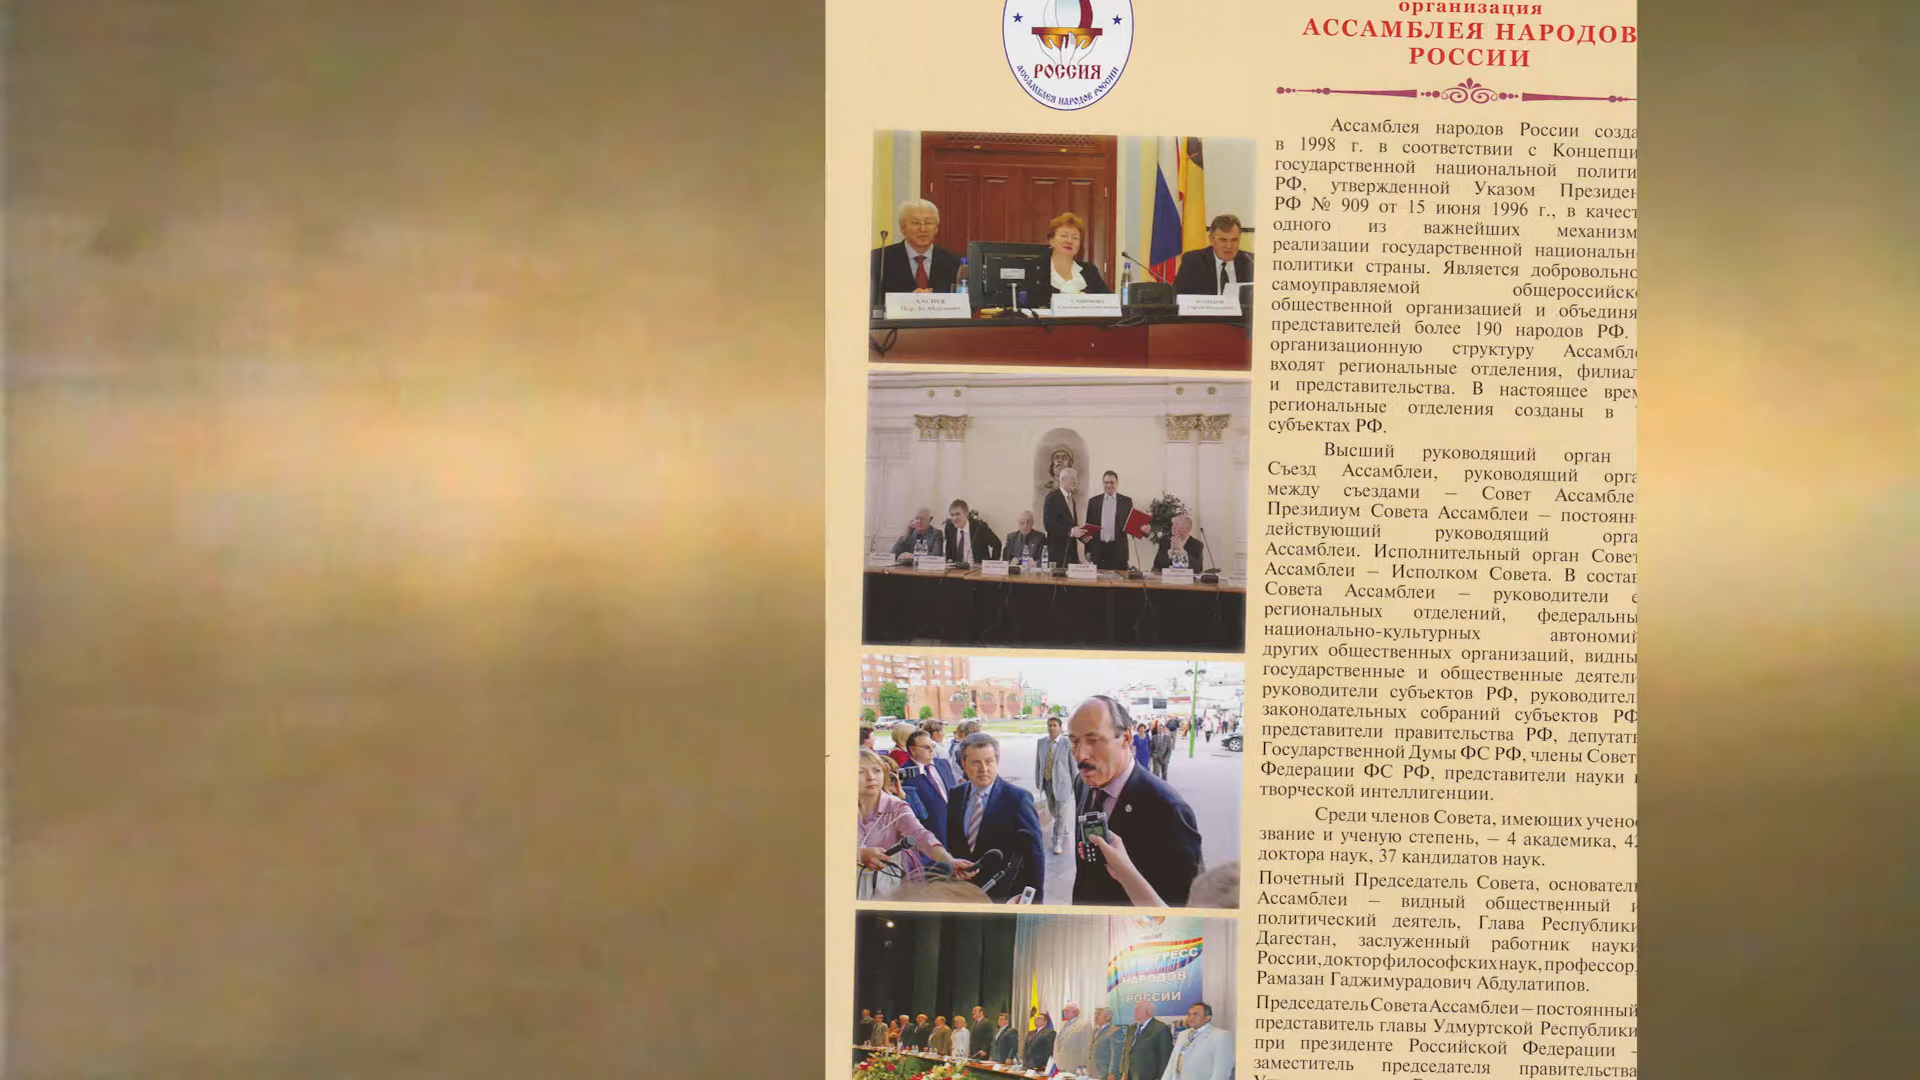 РОССИЯ
АССАМБЛЕЯ НАРОДОВ РОССИИ
КОНГРЕСС
НАРОДОВ
РОССИИ
организация
АССАМБЛЕЯ НАРОДОВ
РОССИИ
Ассамблея народов России созда
в 1998 г. в соответствии с Концепци
государственной национальной полити
РФ, утвержденной Указом Президен
РФ № 909 от 15 июня 1996 г., в качест
одного из важнейших механизм
реализации государственной национальн
политики страны. Является добровольно
самоуправляемой общероссийск
общественной организацией и объединя
представителей более 190 народов РФ.
организационную структуру Ассамбл
входят региональные отделения, филиал
и представительства. В настоящее врем
региональные отделения созданы в
субъектах РФ.
Высший руководящий орган
Съезд Ассамблеи, руководящий орга
между съездами – Совет Ассамбле
Президиум Совета Ассамблеи – постоянн
действующий руководящий орга
Ассамблеи. Исполнительный орган Совет
Ассамблеи – Исполком Совета. В состав
Совета Ассамблеи – руководители е
региональных отделений, федеральны
национально-культурных автономий
других общественных организаций, видны
государственные и общественные деятели
руководители субъектов РФ, руководител
законодательных собраний субъектов РФ
представители правительства РФ, депутат
Государственной Думы ФС РФ, члены Совет
Федерации ФС РФ, представители науки
творческой интеллигенции.
Среди членов Совета, имеющих учено
звание и ученую степень, – 4 академика, 42
доктора наук, 37 кандидатов наук.
Почетный Председатель Совета, основатель
Ассамблеи – видный общественный и
политический деятель, Глава Республики
Дагестан, заслуженный работник науки
России, доктор философских наук, профессор,
Рамазан Гаджимурадович Абдулатипов.
Председатель Совета Ассамблеи – постоянный
представитель главы Удмуртской Республики
при президенте Российской Федерации –
заместитель председателя правительства